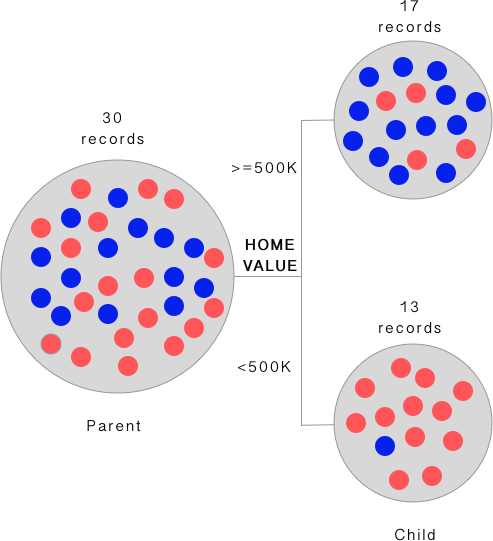 17
records
30
records
>=500K
HOME
VALUE
13
records
<500K
Parent
Child